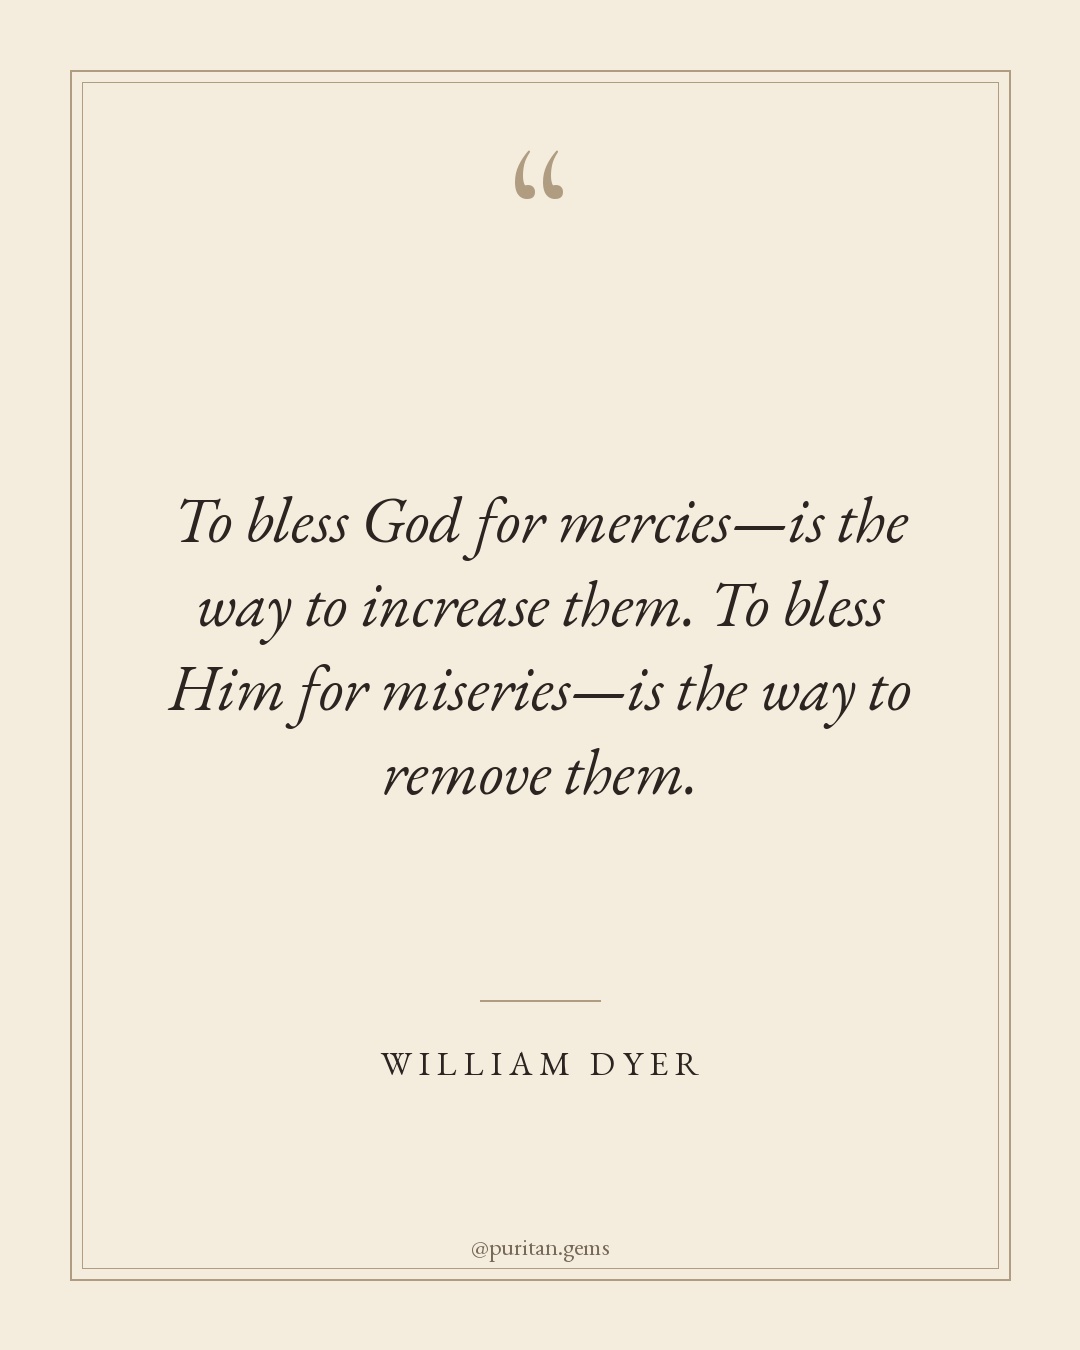 “
To bless God for mercies—is the
way to increase them. To bless
Him for miseries—is the way to
remove them.
WILLIAM DYER
@puritan.gems